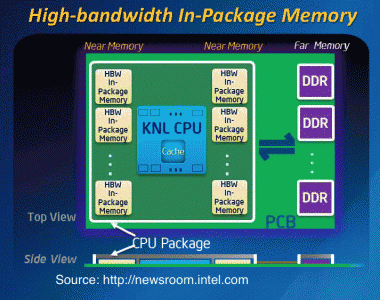 High-bandwidth In-Package Memory
Near Memory
Near Memory
Far Memory
HBW
In-
Package
Memory
HBW
In-
Package
Memory
DDR
HBW
In-
Package
Memory
KNL CPU
Cache
HBW
In-
Package
Memory
DDR
HBW
In-
Package
Memory
HBW
In-
Package
Memory
DDR
Top View
PCB
CPU Package
Side View
Source: http://newsroom.intel.com